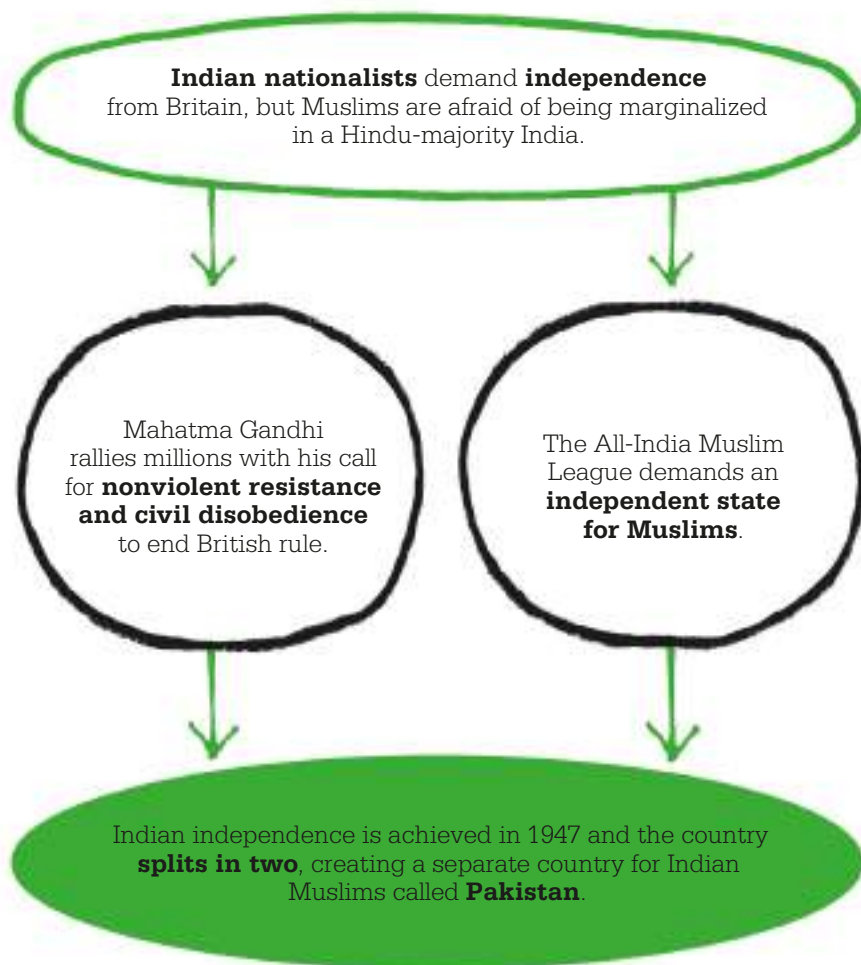 Indian nationalists demand independence
from Britain, but Muslims are afraid of being marginalized
in a Hindu-majority India.
Mahatma Gandhi
rallies millions with his call
for nonviolent resistance
and civil disobedience
to end British rule.
The All-India Muslim
League demands an
independent state
for Muslims.
Indian independence is achieved in 1947 and the country
splits in two, creating a separate country for Indian
Muslims called Pakistan.